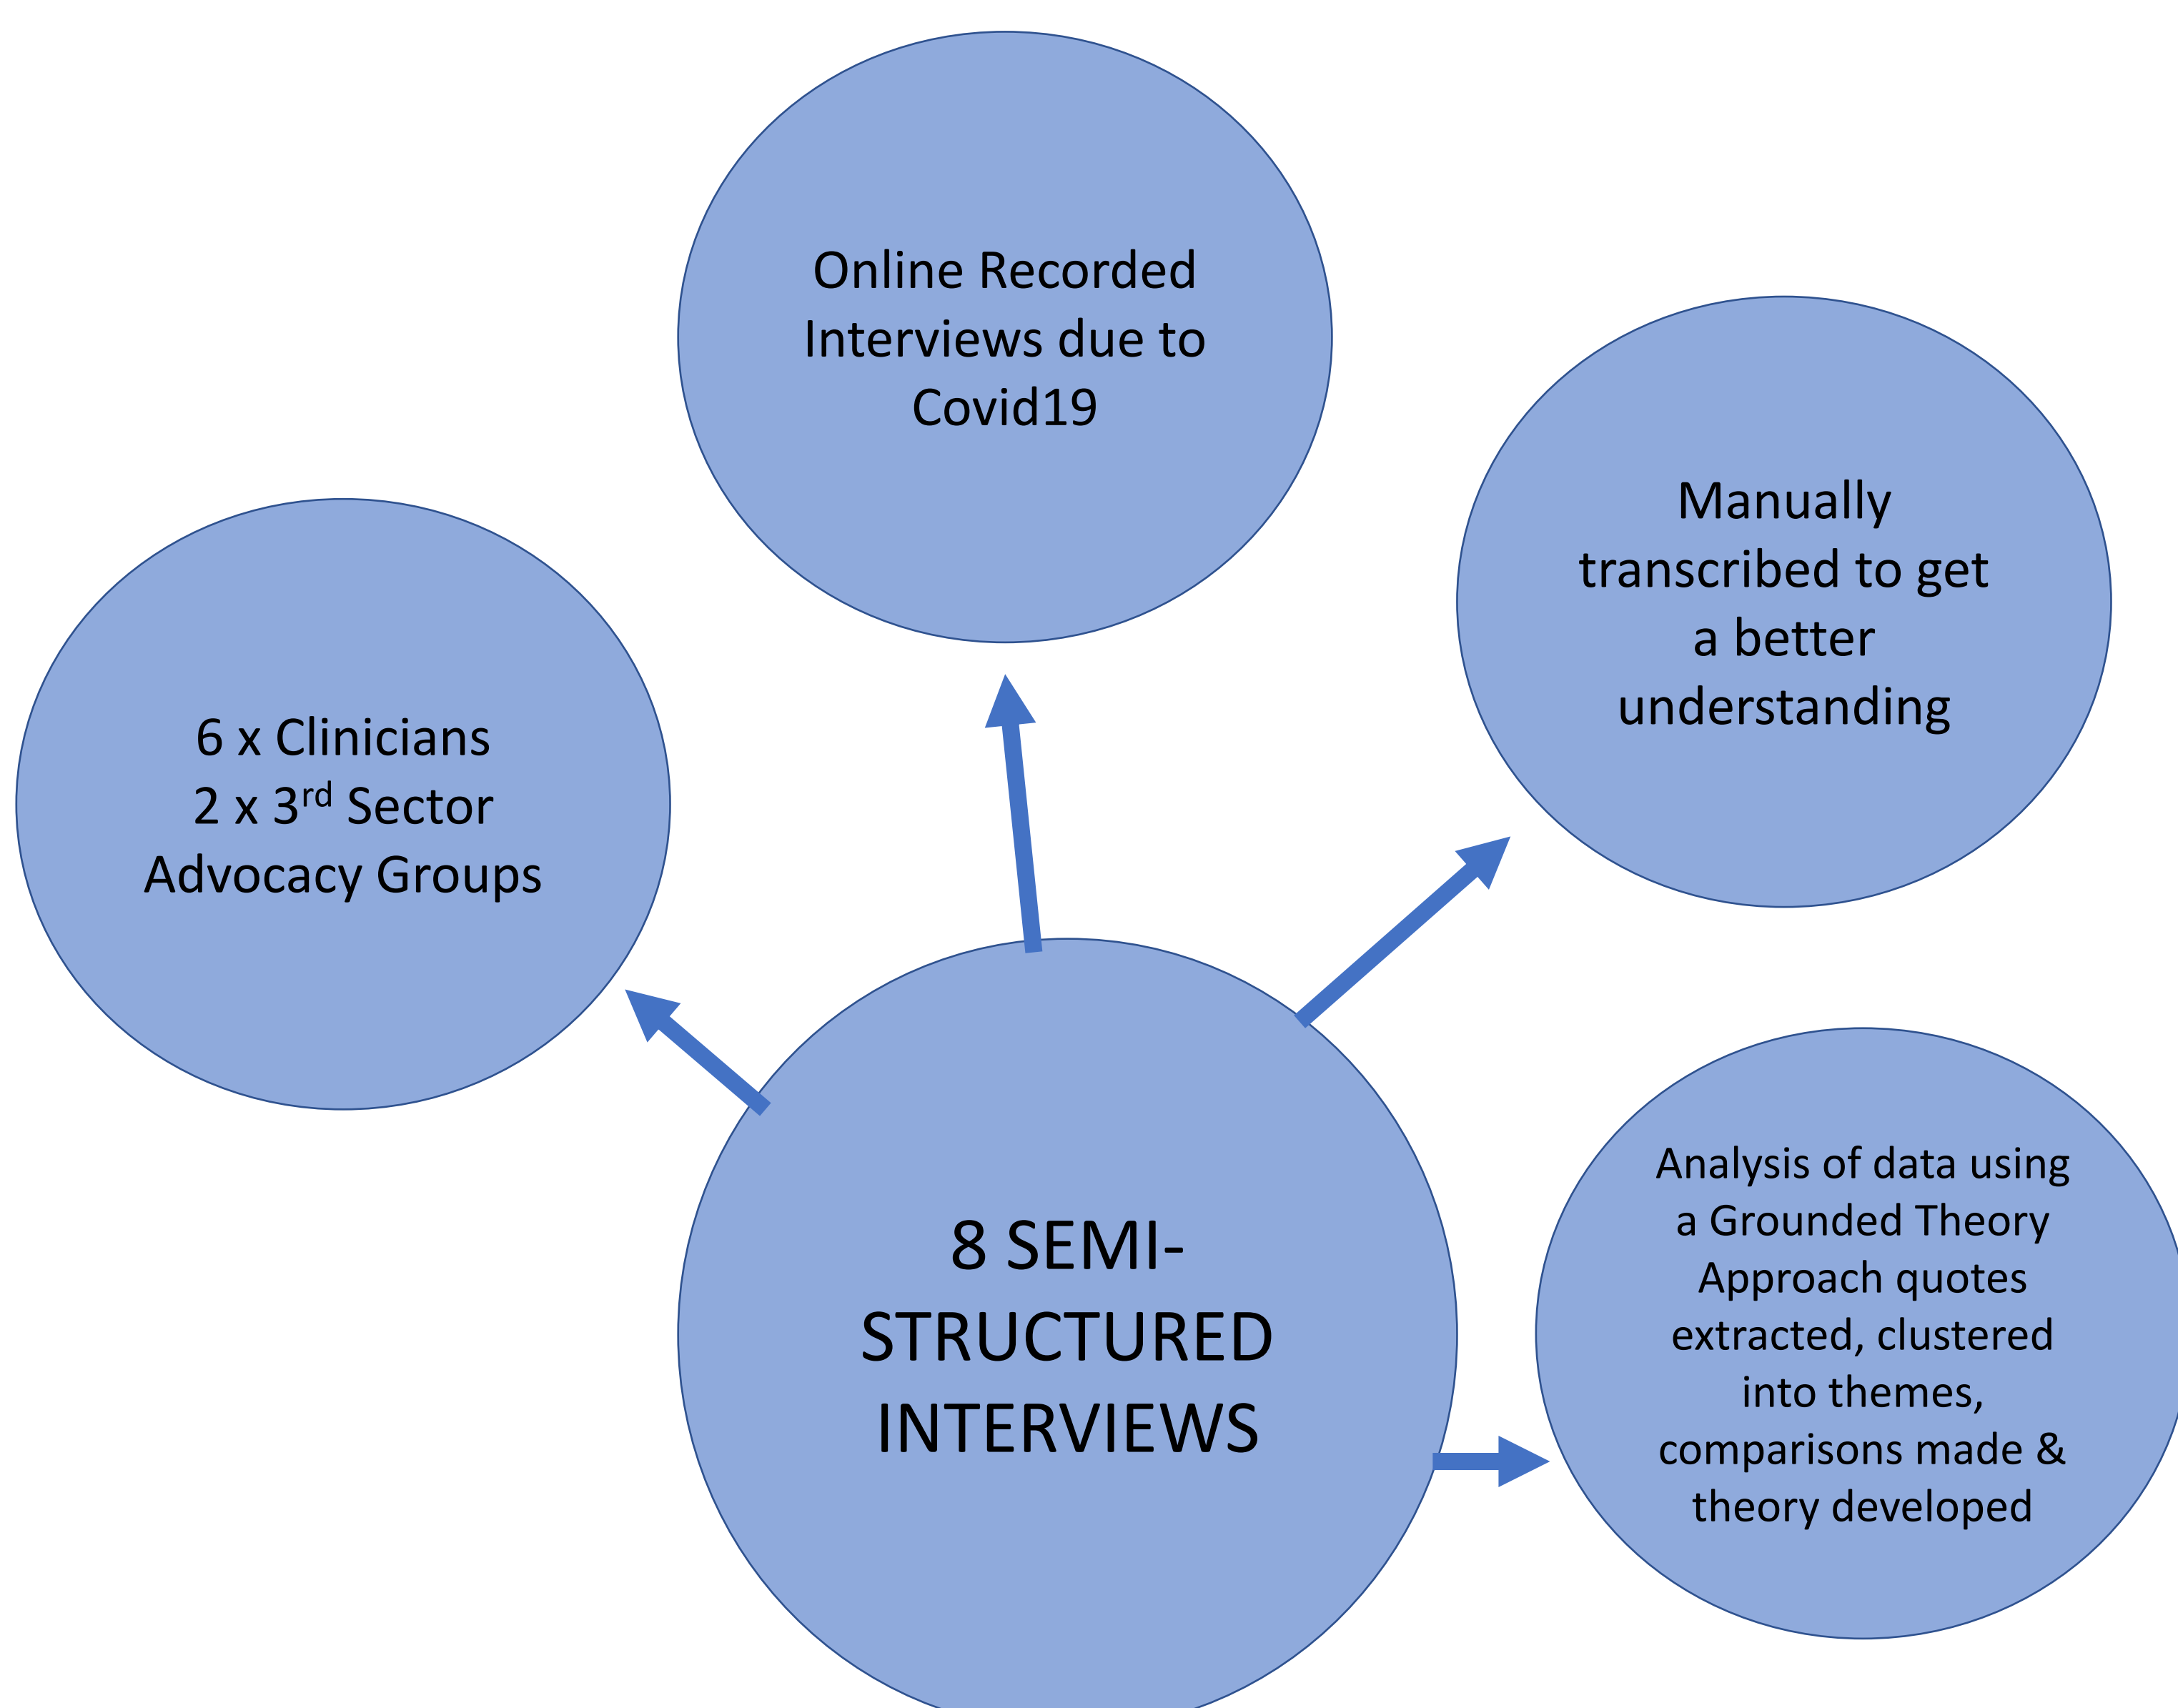 Online Recorded
Interviews due to
Covid19
Manually
transcribed to get
a better
understanding
6 x Clinicians
2 x 3rd Sector
Advocacy Groups
8 SEMI-
STRUCTURED
INTERVIEWS
Analysis of data using
a Grounded Theory
Approach quotes
extracted, clustered
into themes,
comparisons made &
theory developed